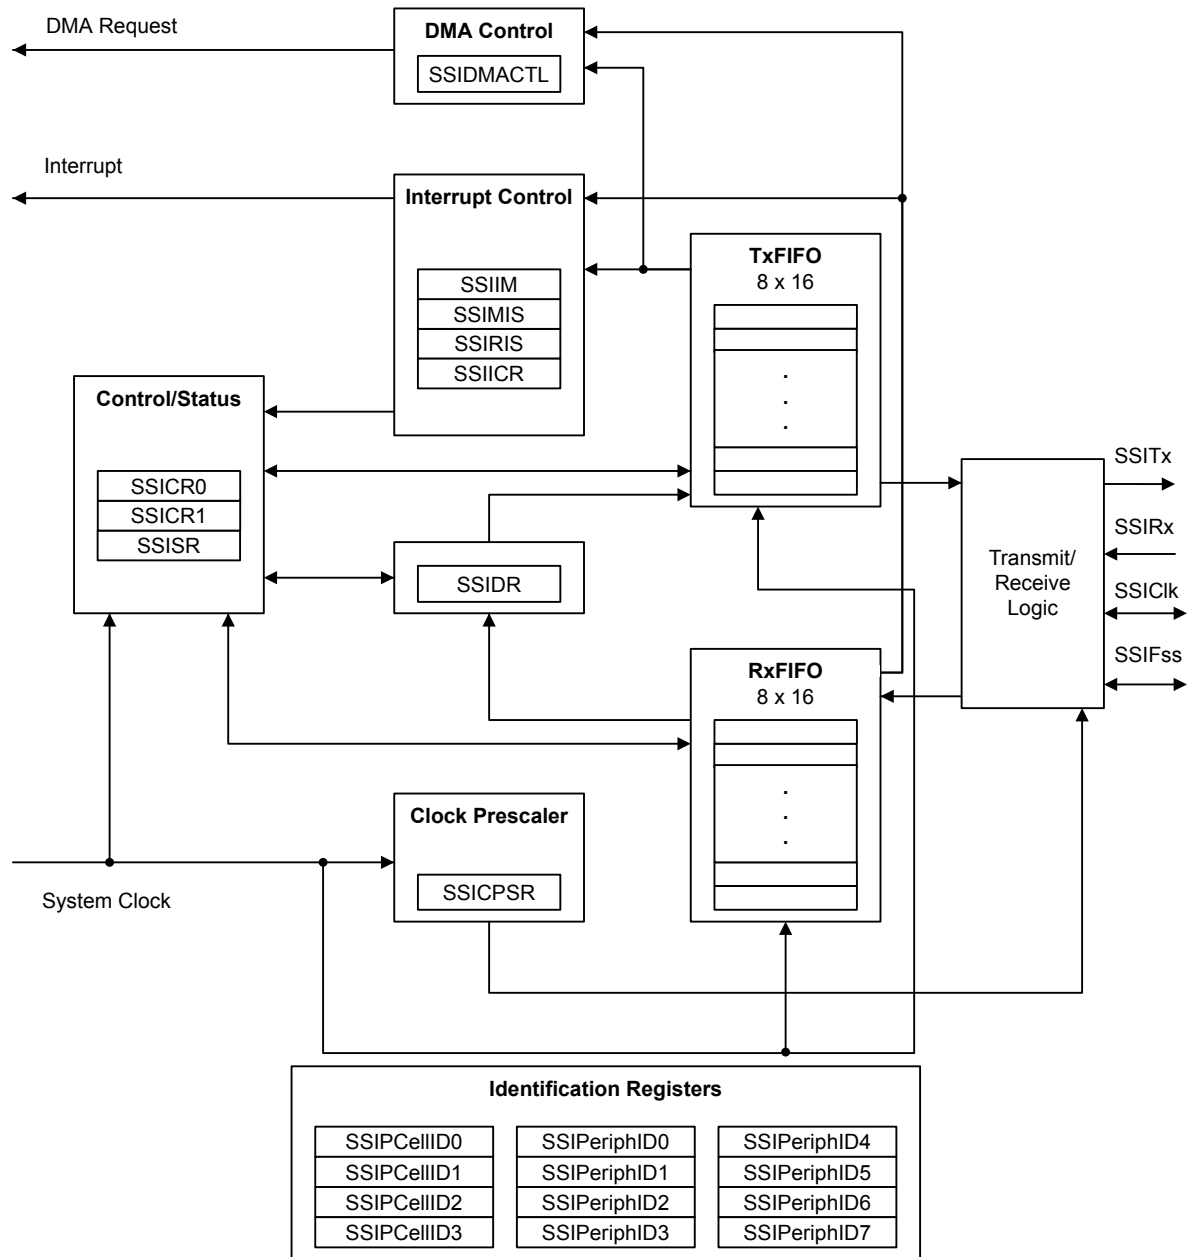 DMA Request
DMA Control
SSIDMACTL
Interrupt
Interrupt Control
SSIIM
SSIMIS
SSIRIS
SSIICR
TxFIFO
8 x 16
.
.
.
Control/Status
SSICR0
SSICR1
SSISR
SSIDR
Transmit/
Receive
Logic
SSITx
SSIRx
SSIClk
SSIFss
RxFIFO
8 x 16
.
.
.
Clock Prescaler
SSICPSR
System Clock
Identification Registers
SSIPCellID0
SSIPCellID1
SSIPCellID2
SSIPCellID3
SSIPeriphID0
SSIPeriphID1
SSIPeriphID2
SSIPeriphID3
SSIPeriphID4
SSIPeriphID5
SSIPeriphID6
SSIPeriphID7